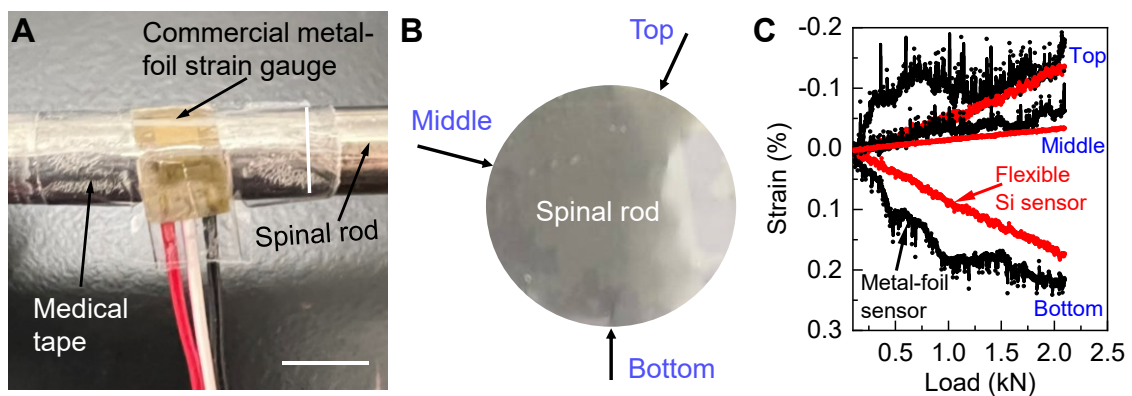 A
Commercial metal-
foil strain gauge
Spinal rod
Medical
tape
B
Top
Middle
Spinal rod
Bottom
C
-0.2
-0.1
0.0
0.1
0.2
0.3
Strain (%)
Top
Middle
Flexible
Si sensor
Metal-foil
sensor
Bottom
0.5 1.0 1.5 2.0 2.5
Load (kN)